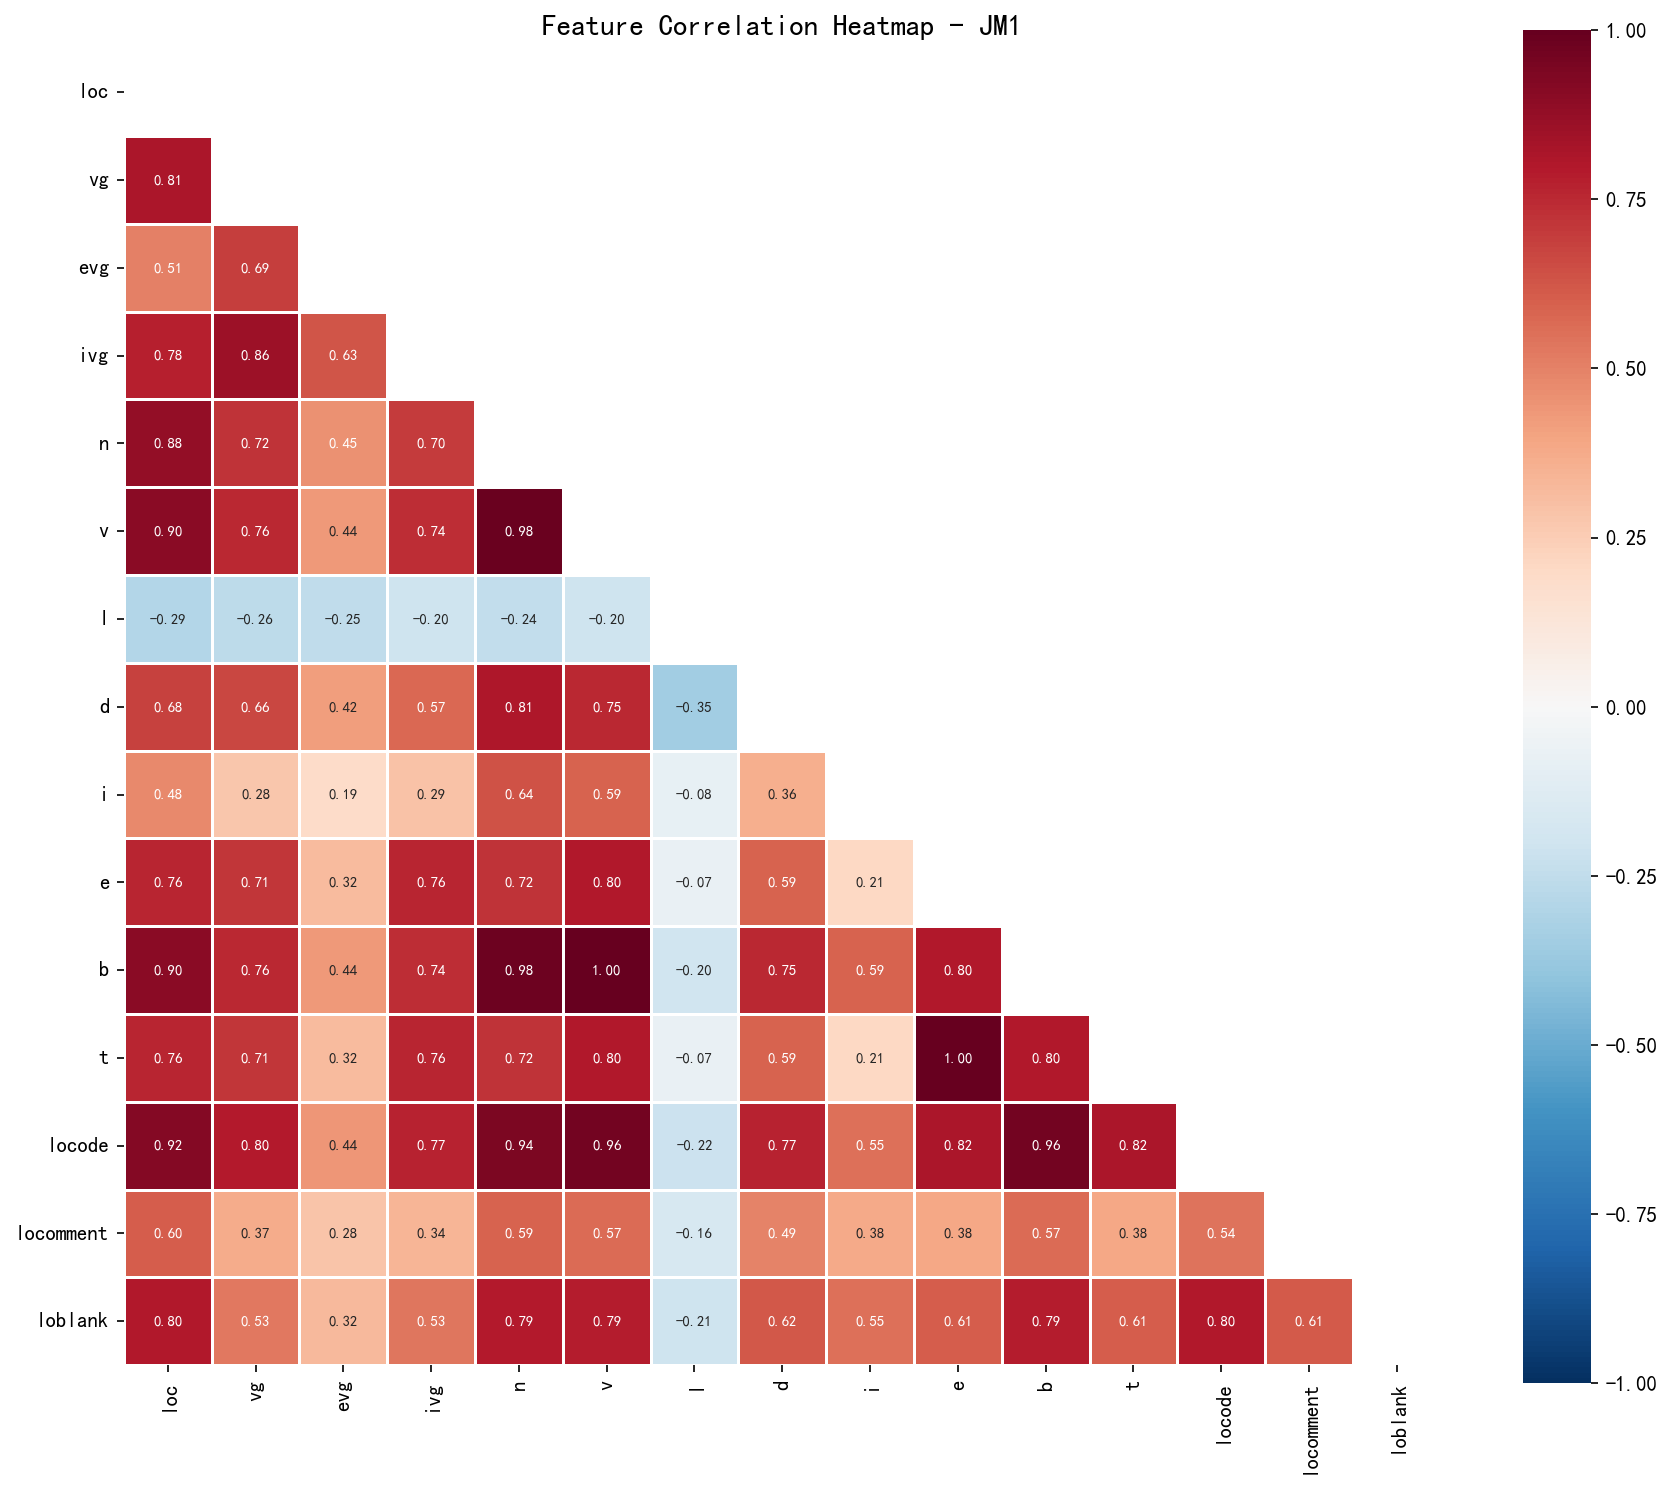 Feature Correlation Heatmap - JM1
1.00
loc
vg 0.81
0.75
evg 0.51 0.69
ivg 0.78 0.86 0.63
0.50
n 0.88 0.72 0.45 0.70
v 0.90 0.76 0.44 0.74 0.98
0.25
l -0.29 -0.26 -0.25 -0.20 -0.24 -0.20
d 0.68 0.66 0.42 0.57 0.81 0.75 -0.35
0.00
i 0.48 0.28 0.19 0.29 0.64 0.59 -0.08 0.36
e 0.76 0.71 0.32 0.76 0.72 0.80 -0.07 0.59 0.21
-0.25
b 0.90 0.76 0.44 0.74 0.98 1.00 -0.20 0.75 0.59 0.80
t 0.76 0.71 0.32 0.76 0.72 0.80 -0.07 0.59 0.21 1.00 0.80
-0.50
locode 0.92 0.80 0.44 0.77 0.94 0.96 -0.22 0.77 0.55 0.82 0.96 0.82
-0.75
locomment 0.60 0.37 0.28 0.34 0.59 0.57 -0.16 0.49 0.38 0.38 0.57 0.38 0.54
loblank 0.80 0.53 0.32 0.53 0.79 0.79 -0.21 0.62 0.55 0.61 0.79 0.61 0.80 0.61
-1.00
loc vg evg ivg n v l d i e b t locode locomment loblank